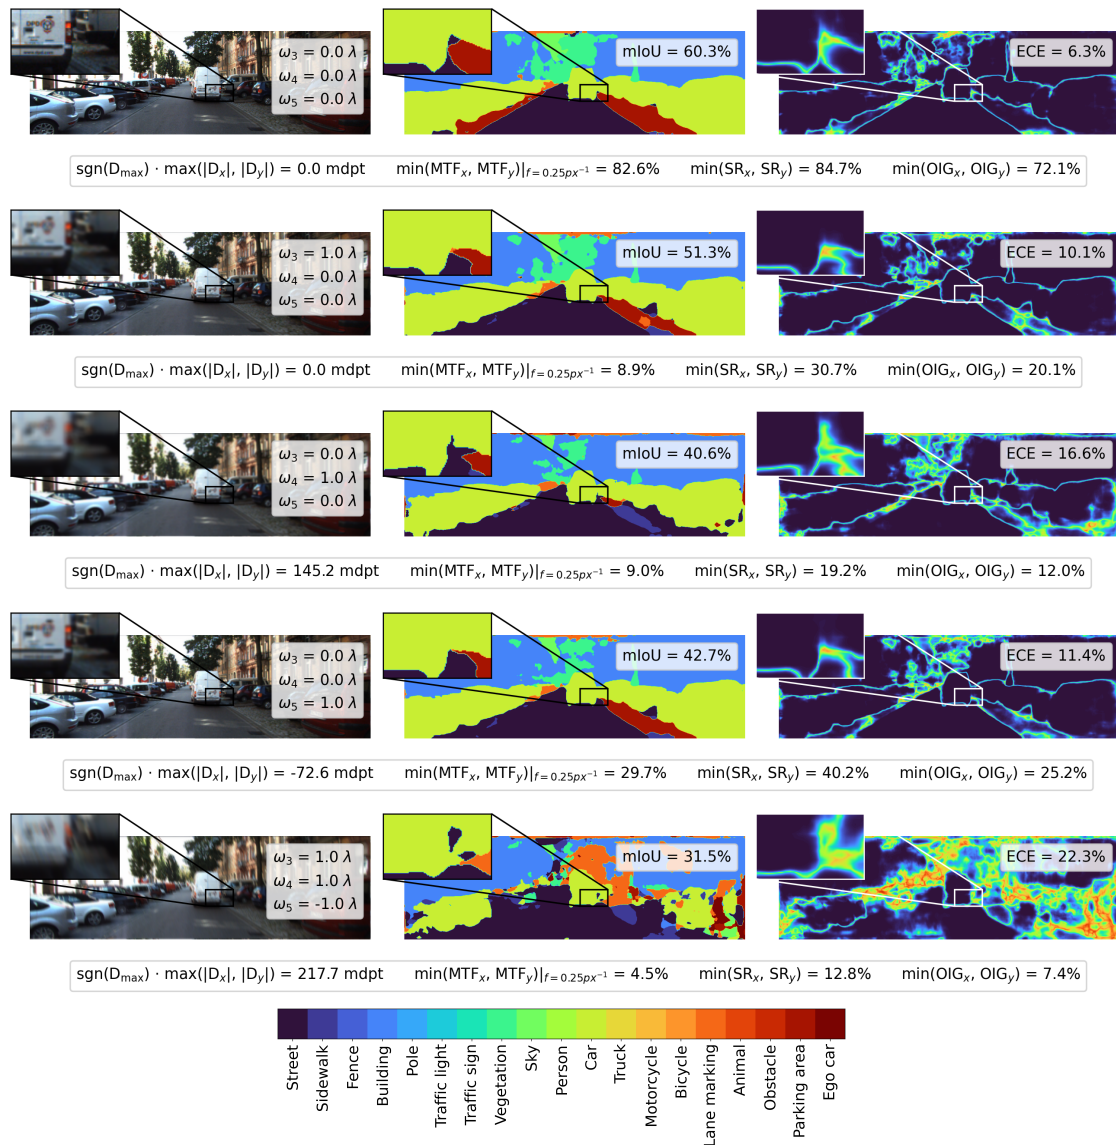 ω3 = 0.0 λ
ω4 = 0.0 λ
ω5 = 0.0 λ
mIoU = 60.3%
ECE = 6.3%
sgn(Dmax) · max(|Dx|, |Dy|) = 0.0 mdpt min(MTFx, MTFy)|f=0.25px−1 = 82.6% min(SRx, SRy) = 84.7% min(OIGx, OIGy) = 72.1%
ω3 = 1.0 λ
ω4 = 0.0 λ
ω5 = 0.0 λ
mIoU = 51.3%
ECE = 10.1%
sgn(Dmax) · max(|Dx|, |Dy|) = 0.0 mdpt min(MTFx, MTFy)|f=0.25px−1 = 8.9% min(SRx, SRy) = 30.7% min(OIGx, OIGy) = 20.1%
ω3 = 0.0 λ
ω4 = 1.0 λ
ω5 = 0.0 λ
mIoU = 40.6%
ECE = 16.6%
sgn(Dmax) · max(|Dx|, |Dy|) = 145.2 mdpt min(MTFx, MTFy)|f=0.25px−1 = 9.0% min(SRx, SRy) = 19.2% min(OIGx, OIGy) = 12.0%
ω3 = 0.0 λ
ω4 = 0.0 λ
ω5 = 1.0 λ
mIoU = 42.7%
ECE = 11.4%
sgn(Dmax) · max(|Dx|, |Dy|) = -72.6 mdpt min(MTFx, MTFy)|f=0.25px−1 = 29.7% min(SRx, SRy) = 40.2% min(OIGx, OIGy) = 25.2%
ω3 = 1.0 λ
ω4 = 1.0 λ
ω5 = -1.0 λ
mIoU = 31.5%
ECE = 22.3%
sgn(Dmax) · max(|Dx|, |Dy|) = 217.7 mdpt min(MTFx, MTFy)|f=0.25px−1 = 4.5% min(SRx, SRy) = 12.8% min(OIGx, OIGy) = 7.4%
Street
Sidewalk
Fence
Building
Pole
Traffic light
Traffic sign
Vegetation
Sky
Person
Car
Truck
Motorcycle
Bicycle
Lane marking
Animal
Obstacle
Parking area
Ego car